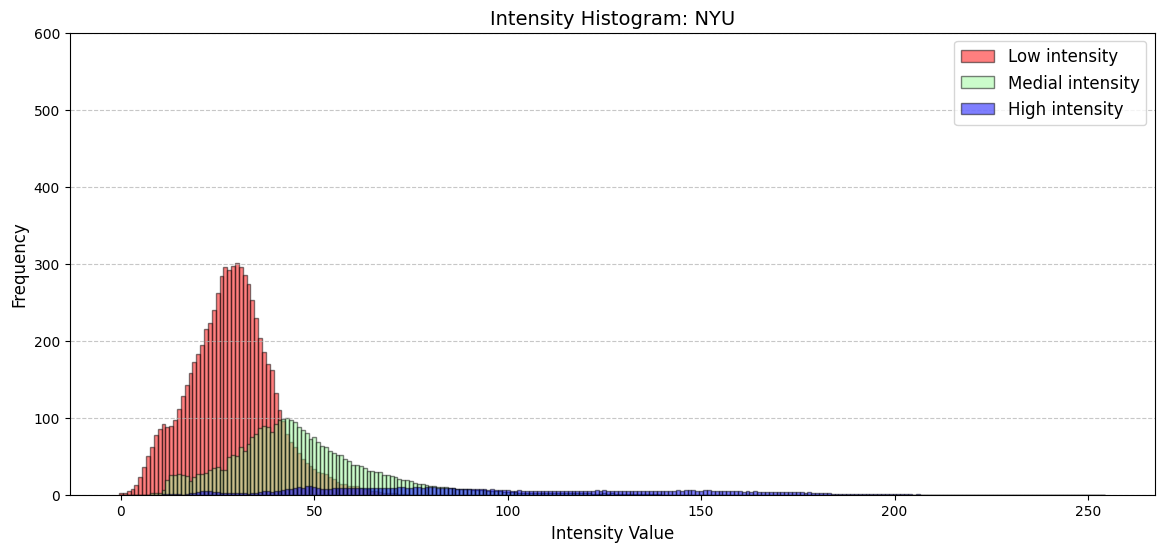 Intensity Histogram: NYU
Low intensity
Medial intensity
High intensity
Frequency
600
500
400
300
200
100
0
0 50 100 150 200 250
Intensity Value